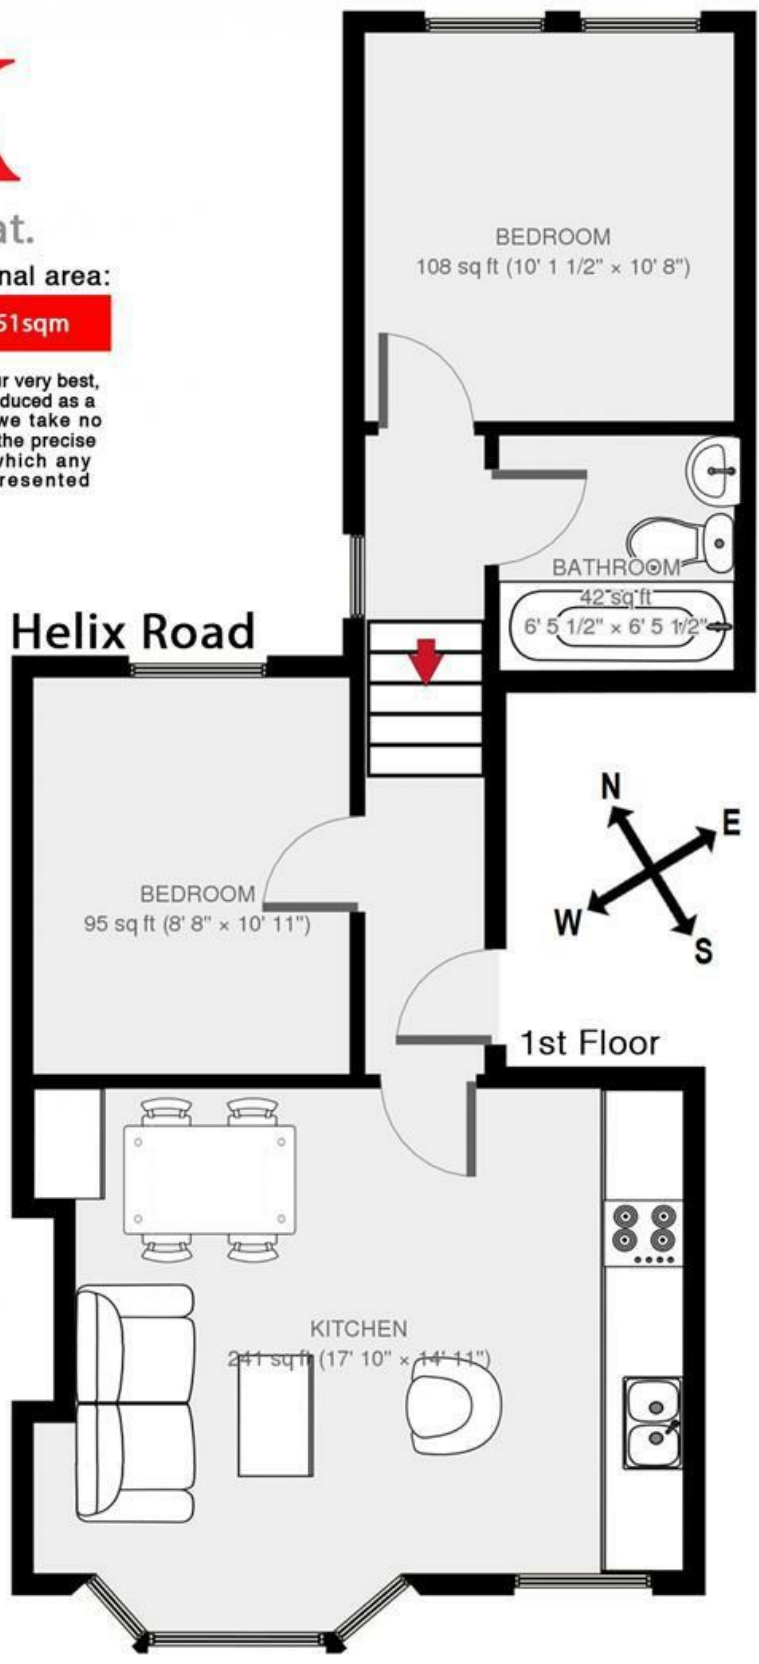 at.
nal area:
51sqm
r very best,
duced as a
we take no
the precise
which any
resented
BEDROOM
108 sq ft (10' 1 1/2" × 10' 8")
BATHROOM
42 sq ft
6' 5 1/2" × 6' 5 1/2"
Helix Road
N
E
W
S
BEDROOM
95 sq ft (8' 8" × 10' 11")
1st Floor
KITCHEN
241 sq ft (17' 10" × 14' 11")